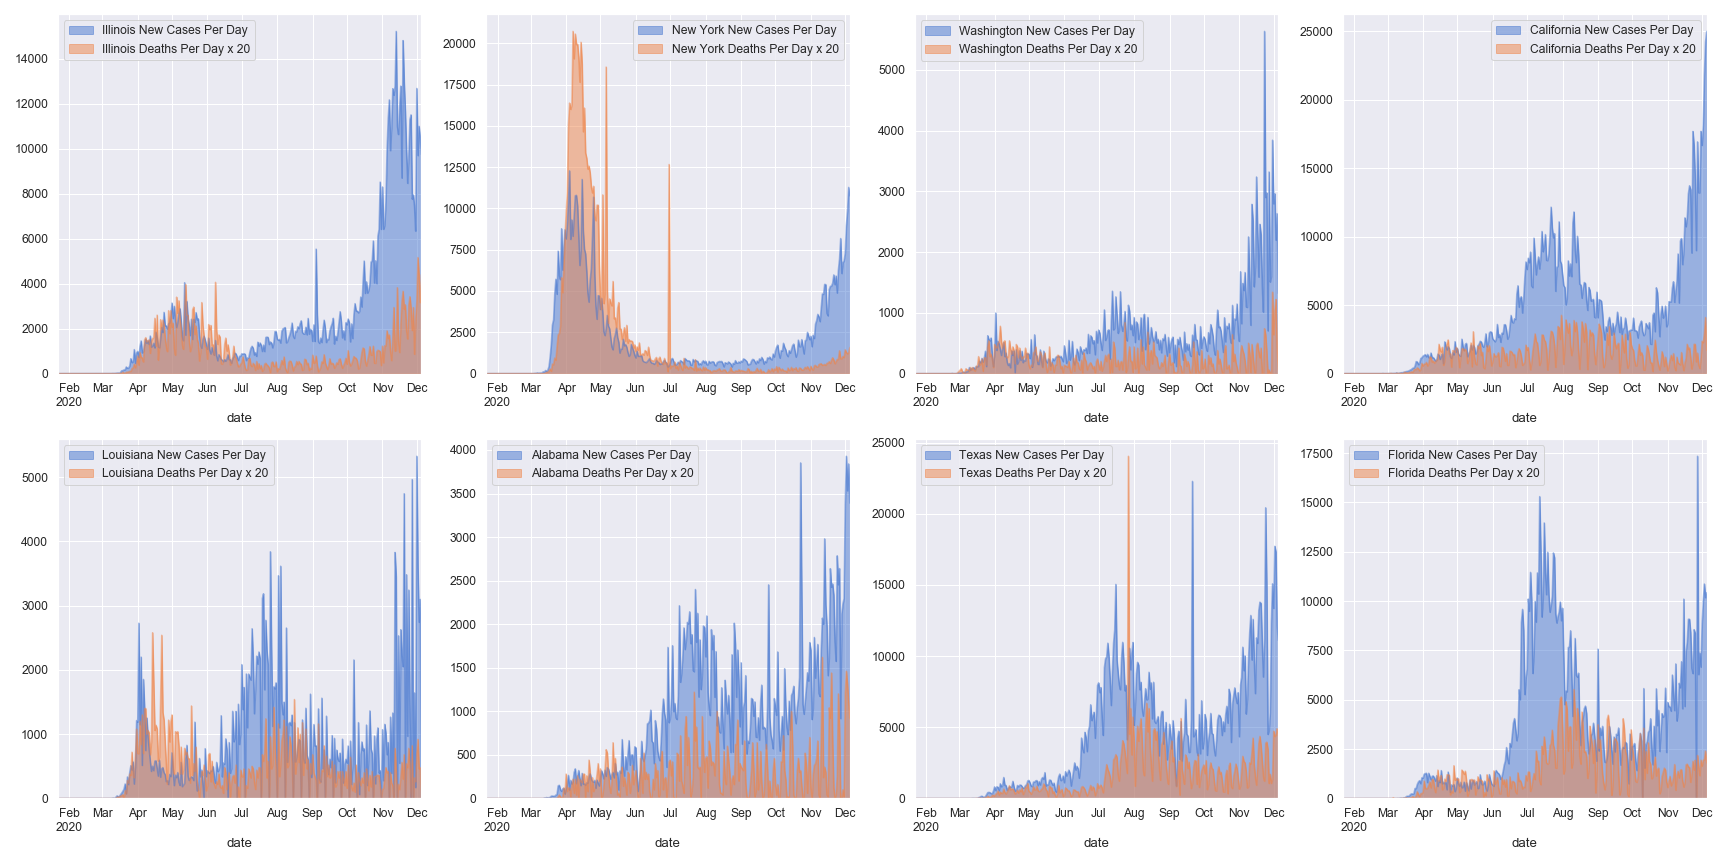 Illinois New Cases Per Day
Illinois Deaths Per Day x 20
14000
12000
10000
8000
6000
4000
2000
0
Feb Mar Apr May Jun Jul Aug Sep Oct Nov Dec
2020
date
New York New Cases Per Day
New York Deaths Per Day x 20
20000
17500
15000
12500
10000
7500
5000
2500
0
Feb Mar Apr May Jun Jul Aug Sep Oct Nov Dec
2020
date
Washington New Cases Per Day
Washington Deaths Per Day x 20
5000
4000
3000
2000
1000
0
Feb Mar Apr May Jun Jul Aug Sep Oct Nov Dec
2020
date
California New Cases Per Day
California Deaths Per Day x 20
25000
20000
15000
10000
5000
0
Feb Mar Apr May Jun Jul Aug Sep Oct Nov Dec
2020
date
Louisiana New Cases Per Day
Louisiana Deaths Per Day x 20
5000
4000
3000
2000
1000
0
Feb Mar Apr May Jun Jul Aug Sep Oct Nov Dec
2020
date
Alabama New Cases Per Day
Alabama Deaths Per Day x 20
4000
3500
3000
2500
2000
1500
1000
500
0
Feb Mar Apr May Jun Jul Aug Sep Oct Nov Dec
2020
date
Texas New Cases Per Day
Texas Deaths Per Day x 20
25000
20000
15000
10000
5000
0
Feb Mar Apr May Jun Jul Aug Sep Oct Nov Dec
2020
date
Florida New Cases Per Day
Florida Deaths Per Day x 20
17500
15000
12500
10000
7500
5000
2500
0
Feb Mar Apr May Jun Jul Aug Sep Oct Nov Dec
2020
date